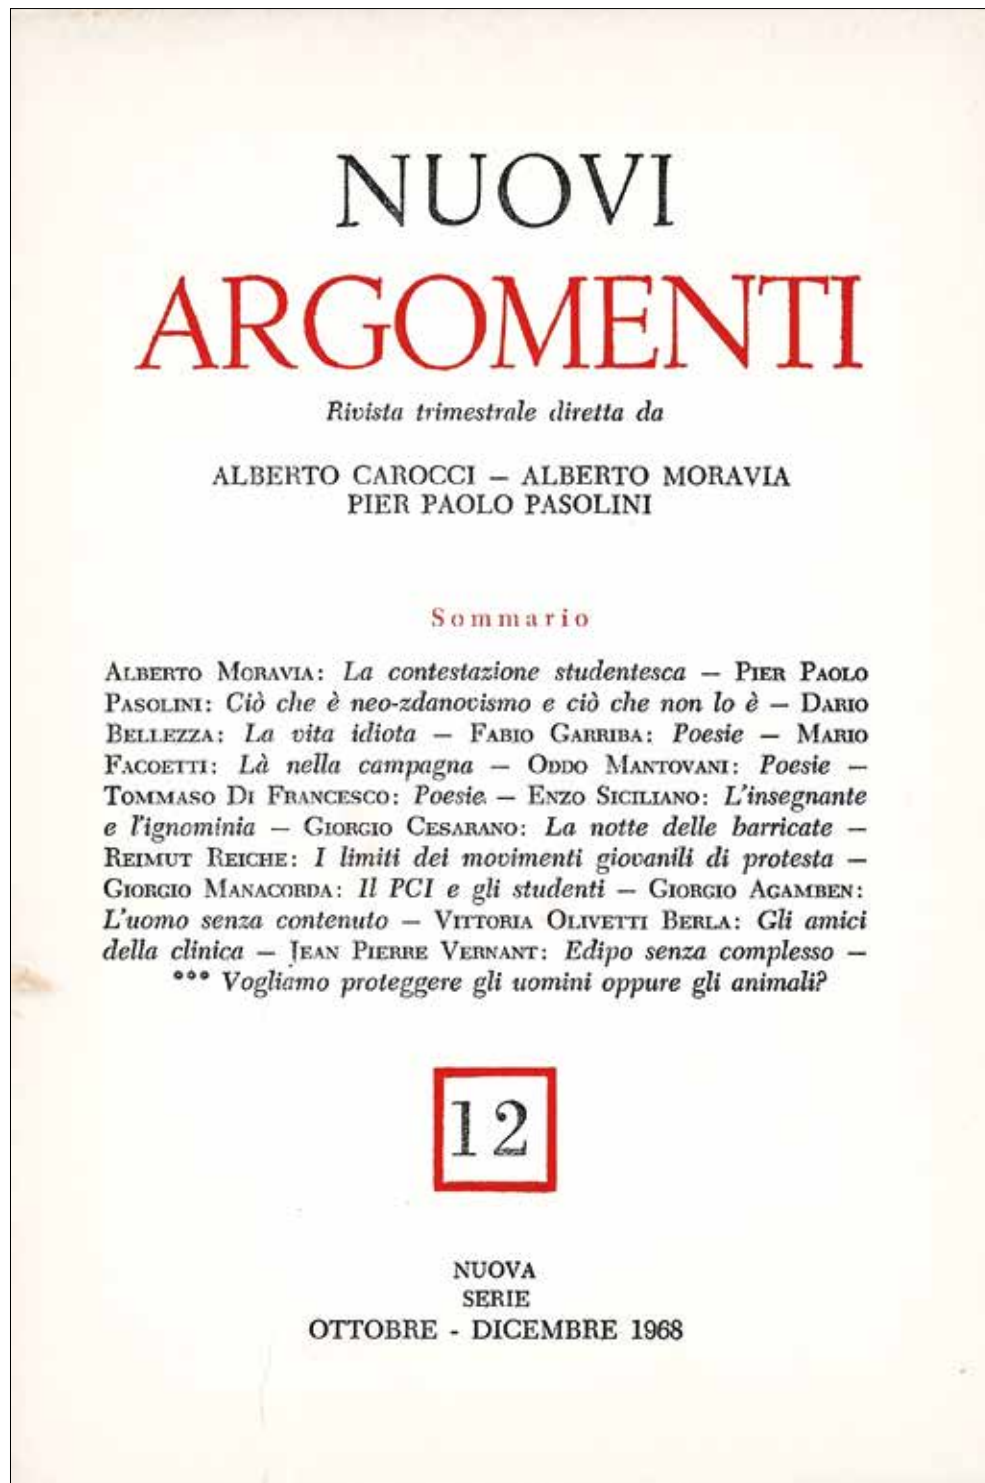 NUOVI
ARGOMENTI
Rivista trimestrale diretta da
ALBERTO CAROCCI – ALBERTO MORAVIA
PIER PAOLO PASOLINI
Sommario
ALBERTO MORAVIA: La contestazione studentesca – PIER PAOLO
PASOLINI: Ciò che è neo-zdanovismo e ciò che non lo è – DARIO
BELLEZZA: La vita idiota – FABIO GARRIBA: Poesie – MARIO
FACOETTI: Là nella campagna – ODDO MANTOVANI: Poesie –
TOMMASO DI FRANCESCO: Poesie. – ENZO SICILIANO: L'insegnante
e l'ignominia – GIORGIO CESARANO: La notte delle barricate –
REIMUT REICHE: I limiti dei movimenti giovanili di protesta –
GIORGIO MANACORDA: Il PCI e gli studenti – GIORGIO AGAMBEN:
L'uomo senza contenuto – VITTORIA OLIVETTI BERLA: Gli amici
della clinica – JEAN PIERRE VERNANT: Edipo senza complesso –
*** Vogliamo proteggere gli uomini oppure gli animali?
12
NUOVA
SERIE
OTTOBRE - DICEMBRE 1968